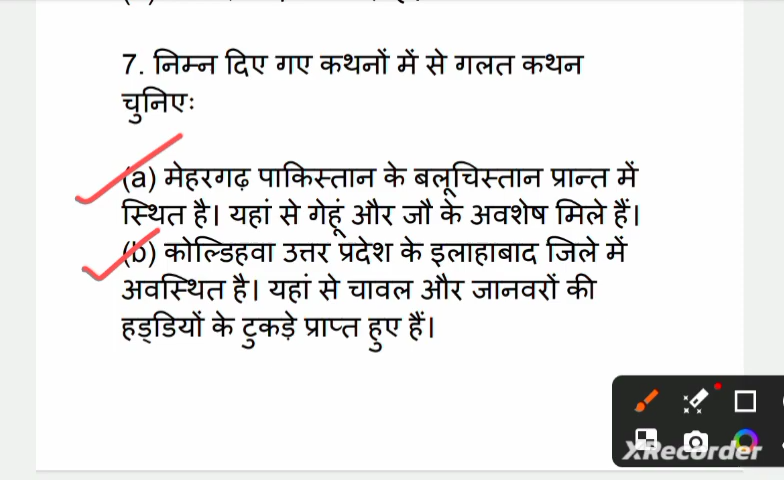 7. निम्न दिए गए कथनों में से गलत कथन
चुनिएः
(a) मेहरगढ़ पाकिस्तान के बलूचिस्तान प्रान्त में
स्थित है। यहां से गेहूं और जौ के अवशेष मिले हैं।
(b) कोल्डिहवा उत्तर प्रदेश के इलाहाबाद जिले में
अवस्थित है। यहां से चावल और जानवरों की
हड्डियों के टुकड़े प्राप्त हुए हैं।
XRecorder